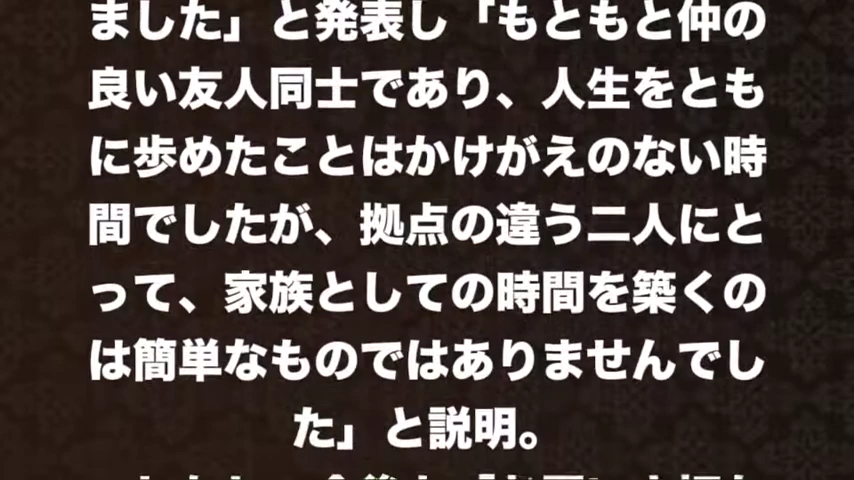 ました」と発表し「もともと仲の
良い友人同士であり、人生をとも
に歩めたことはかけがえのない時
間でしたが、拠点の違う二人にと
って、家族としての時間を築くの
は簡単なものではありませんでし
た」と説明。